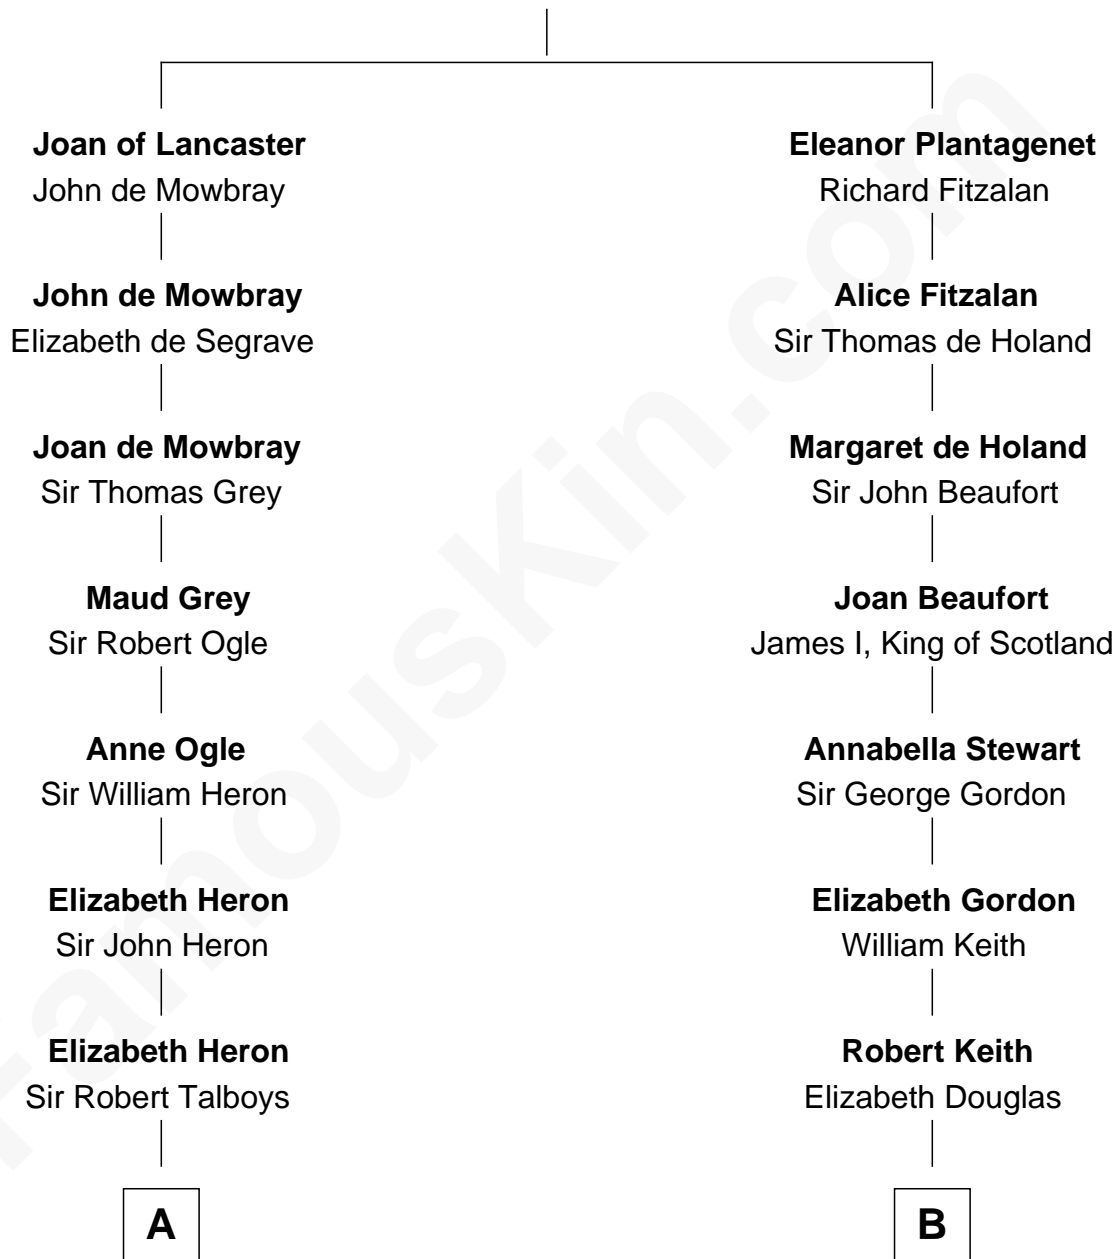 Joan of Lancaster
John de Mowbray
John de Mowbray
Elizabeth de Segrave
Joan de Mowbray
Sir Thomas Grey
Maud Grey
Sir Robert Ogle
Anne Ogle
Sir William Heron
Elizabeth Heron
Sir John Heron
Elizabeth Heron
Sir Robert Talboys
A
Eleanor Plantagenet
Richard Fitzalan
Alice Fitzalan
Sir Thomas de Holand
Margaret de Holand
Sir John Beaufort
Joan Beaufort
James I, King of Scotland
Annabella Stewart
Sir George Gordon
Elizabeth Gordon
William Keith
Robert Keith
Elizabeth Douglas
B
FamousKin.com